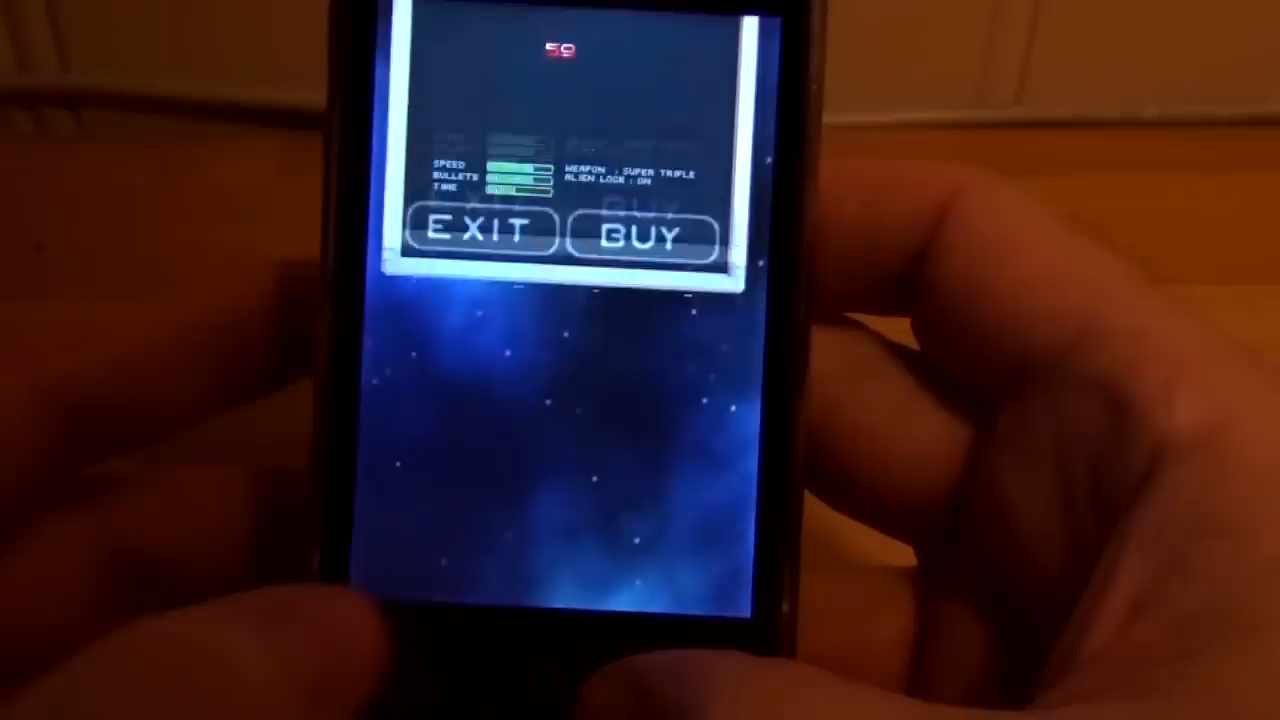 59
SPEED
BULLETS
TIME
WEAPON : SUPER TRIPLE
ALIEN LOCK : ON
EXIT
BUY